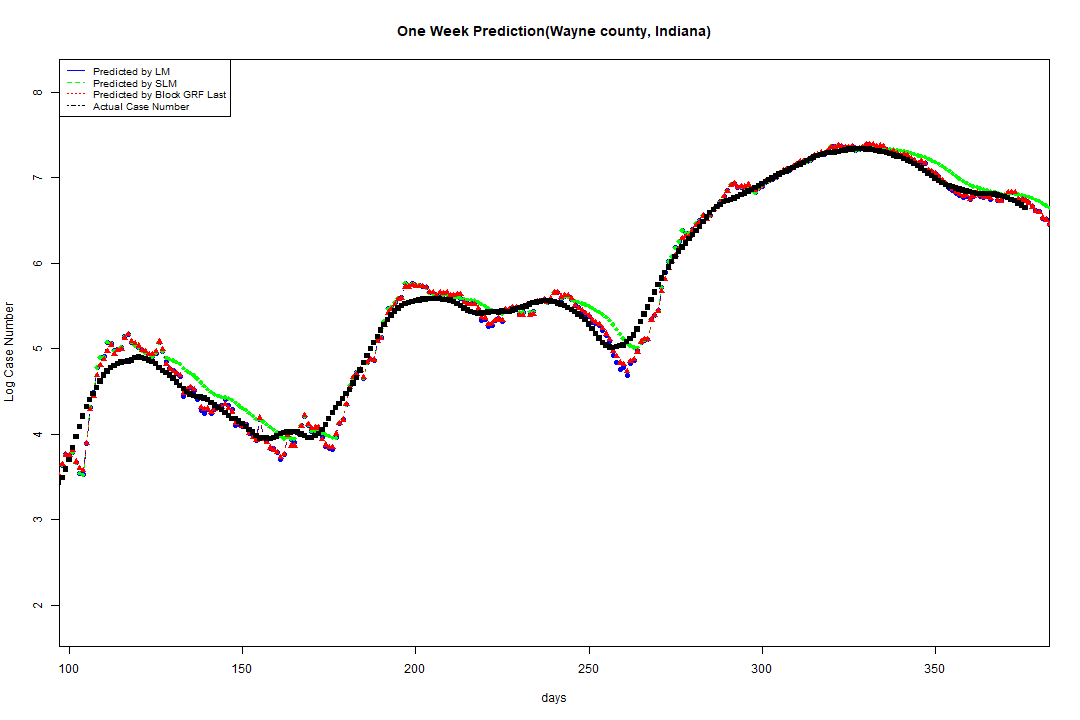 One Week Prediction(Wayne county, Indiana)
Predicted by LM
Predicted by SLM
Predicted by Block GRF Last
Actual Case Number
8
7
6
5
4
3
2
Log Case Number
100 150 200 250 300 350
days